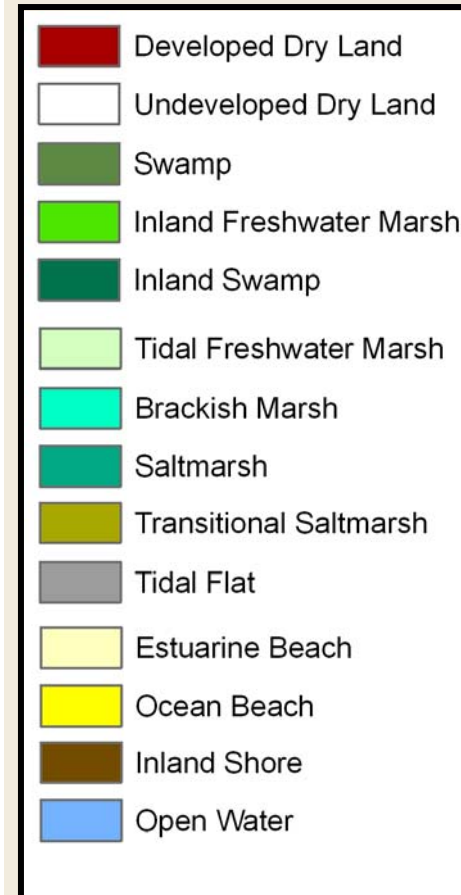 Developed Dry Land
Undeveloped Dry Land
Swamp
Inland Freshwater Marsh
Inland Swamp
Tidal Freshwater Marsh
Brackish Marsh
Saltmarsh
Transitional Saltmarsh
Tidal Flat
Estuarine Beach
Ocean Beach
Inland Shore
Open Water